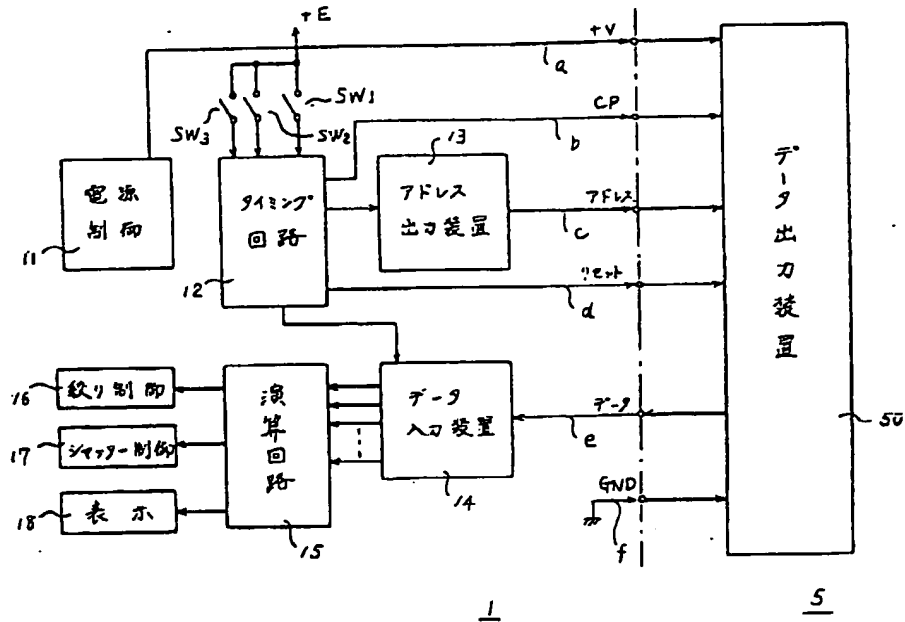 +E
+V
a
SW3
SW2
SW1
CP
b
電源
制御
11
タイミング
回路
12
13
アドレス
出力装置
アドレス
c
リセット
d
データ出力装置
50
絞り制御
16
シャッター制御
17
表示
18
演算回路
15
データ
入力装置
14
データ
e
GND
f
1
5